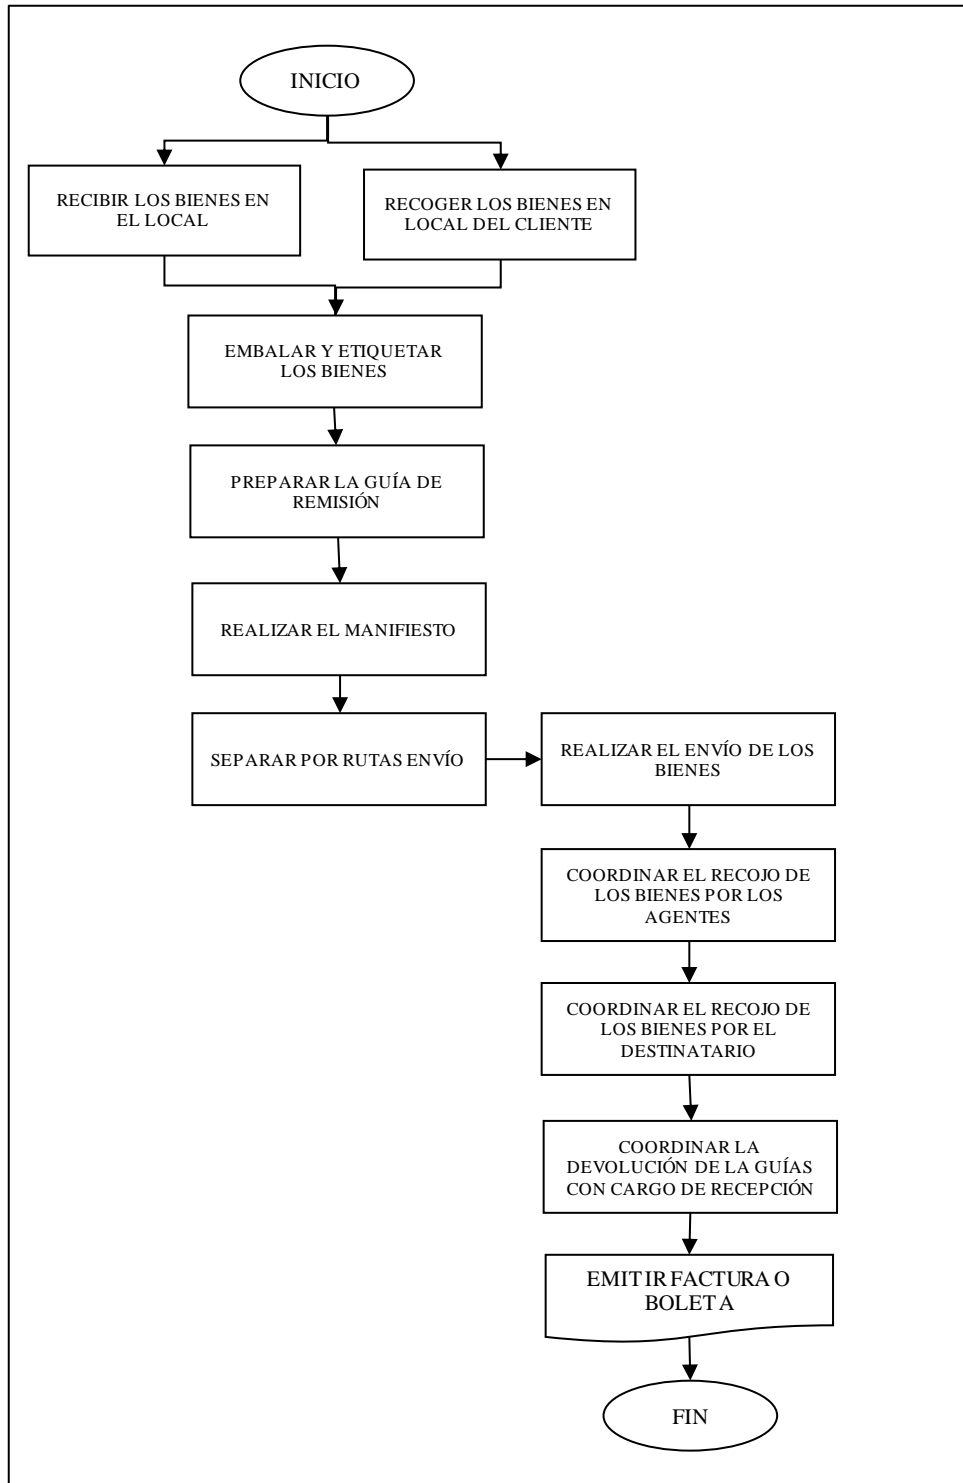 INICIO
RECIBIR LOS BIENES EN
EL LOCAL
RECOGER LOS BIENES EN
LOCAL DEL CLIENTE
EMBALAR Y ETIQUETAR
LOS BIENES
PREPARAR LA GUÍA DE
REMISIÓN
REALIZAR EL MANIFIESTO
SEPARAR POR RUTAS ENVÍO
REALIZAR EL ENVÍO DE LOS
BIENES
COORDINAR EL RECOJO DE
LOS BIENES POR LOS
AGENTES
COORDINAR EL RECOJO DE
LOS BIENES POR EL
DESTINATARIO
COORDINAR LA
DEVOLUCIÓN DE LA GUÍAS
CON CARGO DE RECEPCIÓN
EMITIR FACTURA O
BOLETA
FIN